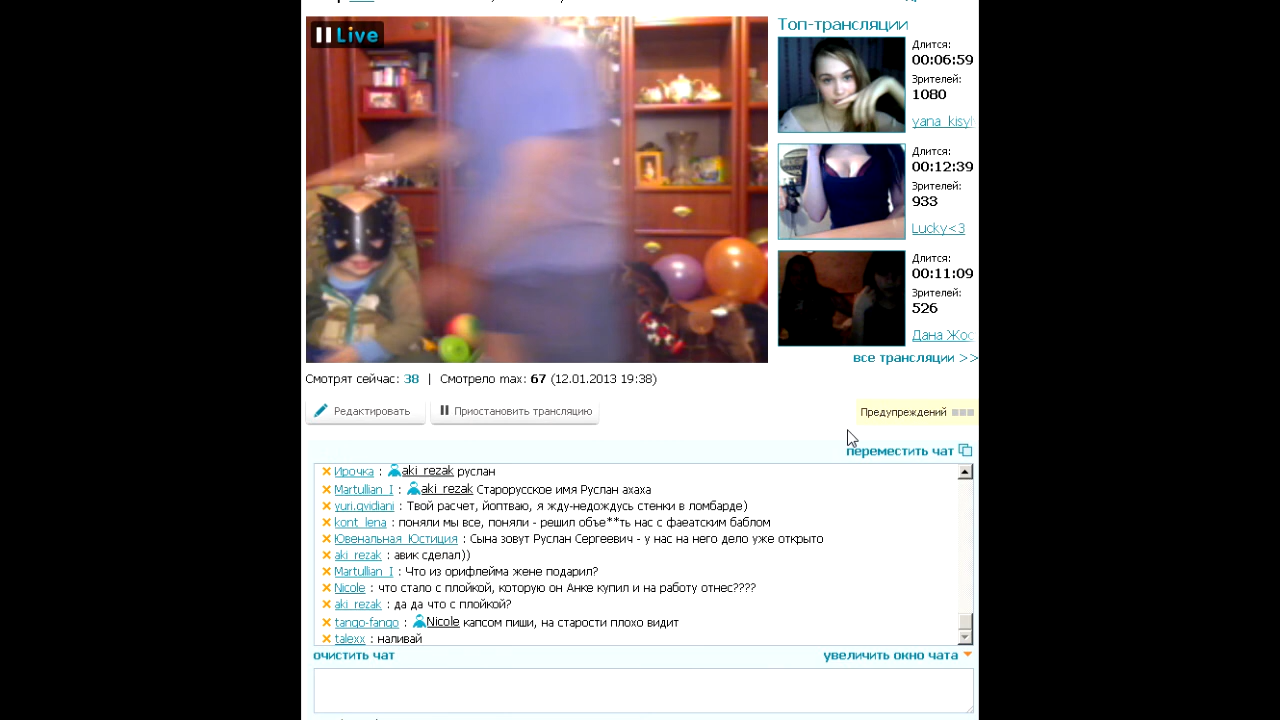 Live
Топ-трансляции
Длится:
00:06:59
Зрителей:
1080
yana_kisyl
Длится:
00:12:39
Зрителей:
933
Lucky<3
Длится:
00:11:09
Зрителей:
526
Дана Жос
все трансляции >>
Смотрят сейчас: 38 | Смотрело max: 67 (12.01.2013 19:38)
Редактировать
Приостановить трансляцию
Предупреждений
переместить чат
Ирочка : aki_rezak руслан
Martullian_I : aki_rezak Старорусское имя Руслан ахаха
yuri.gvidiani : Твой расчет, йоптваю, я жду-недождусь стенки в ломбарде)
kont_lena : поняли мы все, поняли - решил объе**ть нас с фаеатским баблом
Ювенальная_Юстиция : Сына зовут Руслан Сергеевич - у нас на него дело уже открыто
aki_rezak : авик сделал))
Martullian_I : Что из орифлейма жене подарил?
Nicole : что стало с плойкой, которую он Анке купил и на работу отнес????
aki_rezak : да да что с плойкой?
tango-fango : Nicole капсом пиши, на старости плохо видит
talexx : наливай
очистить чат
увеличить окно чата